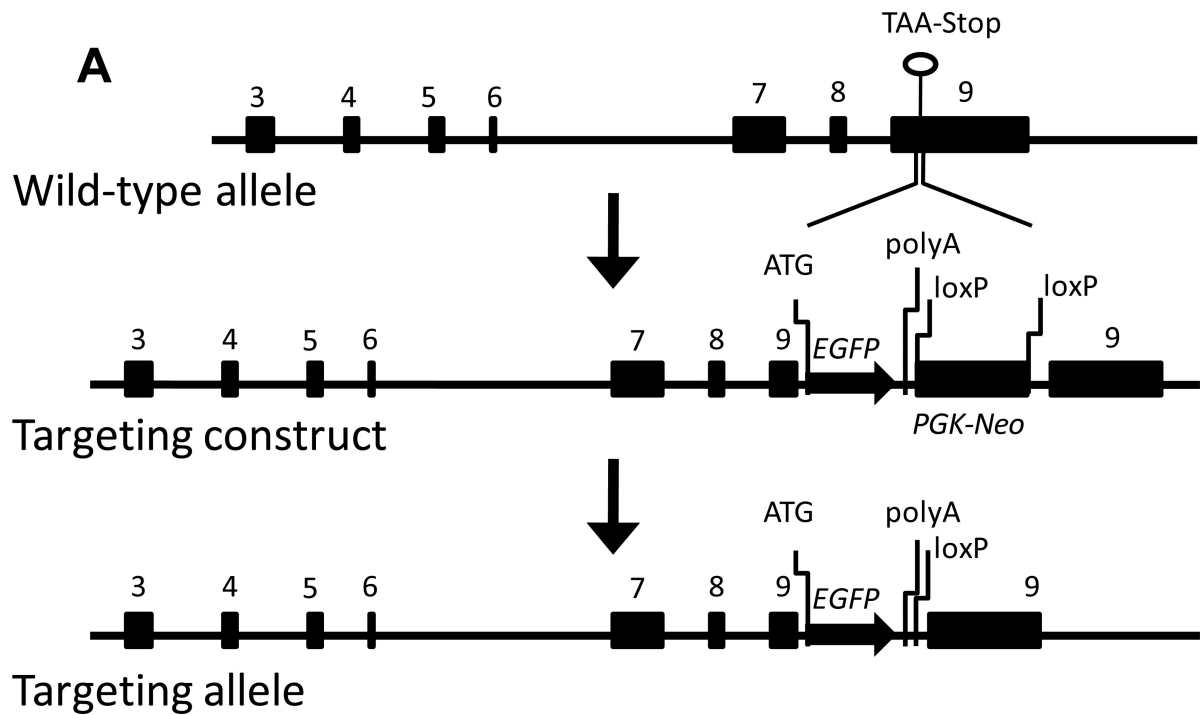 A
TAA-Stop
3 4 5 6 7 8 9
Wild-type allele
polyA
ATG
loxP loxP
3 4 5 6 7 8 9 EGFP 9
PGK-Neo
Targeting construct
ATG polyA
loxP
3 4 5 6 7 8 9 EGFP 9
Targeting allele